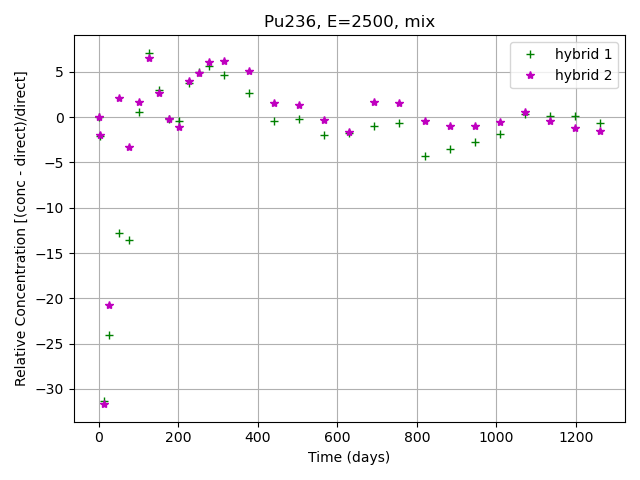 Pu236, E=2500, mix
hybrid 1
hybrid 2
Relative Concentration [(conc - direct)/direct]
5
0
−5
−10
−15
−20
−25
−30
0 200 400 600 800 1000 1200
Time (days)